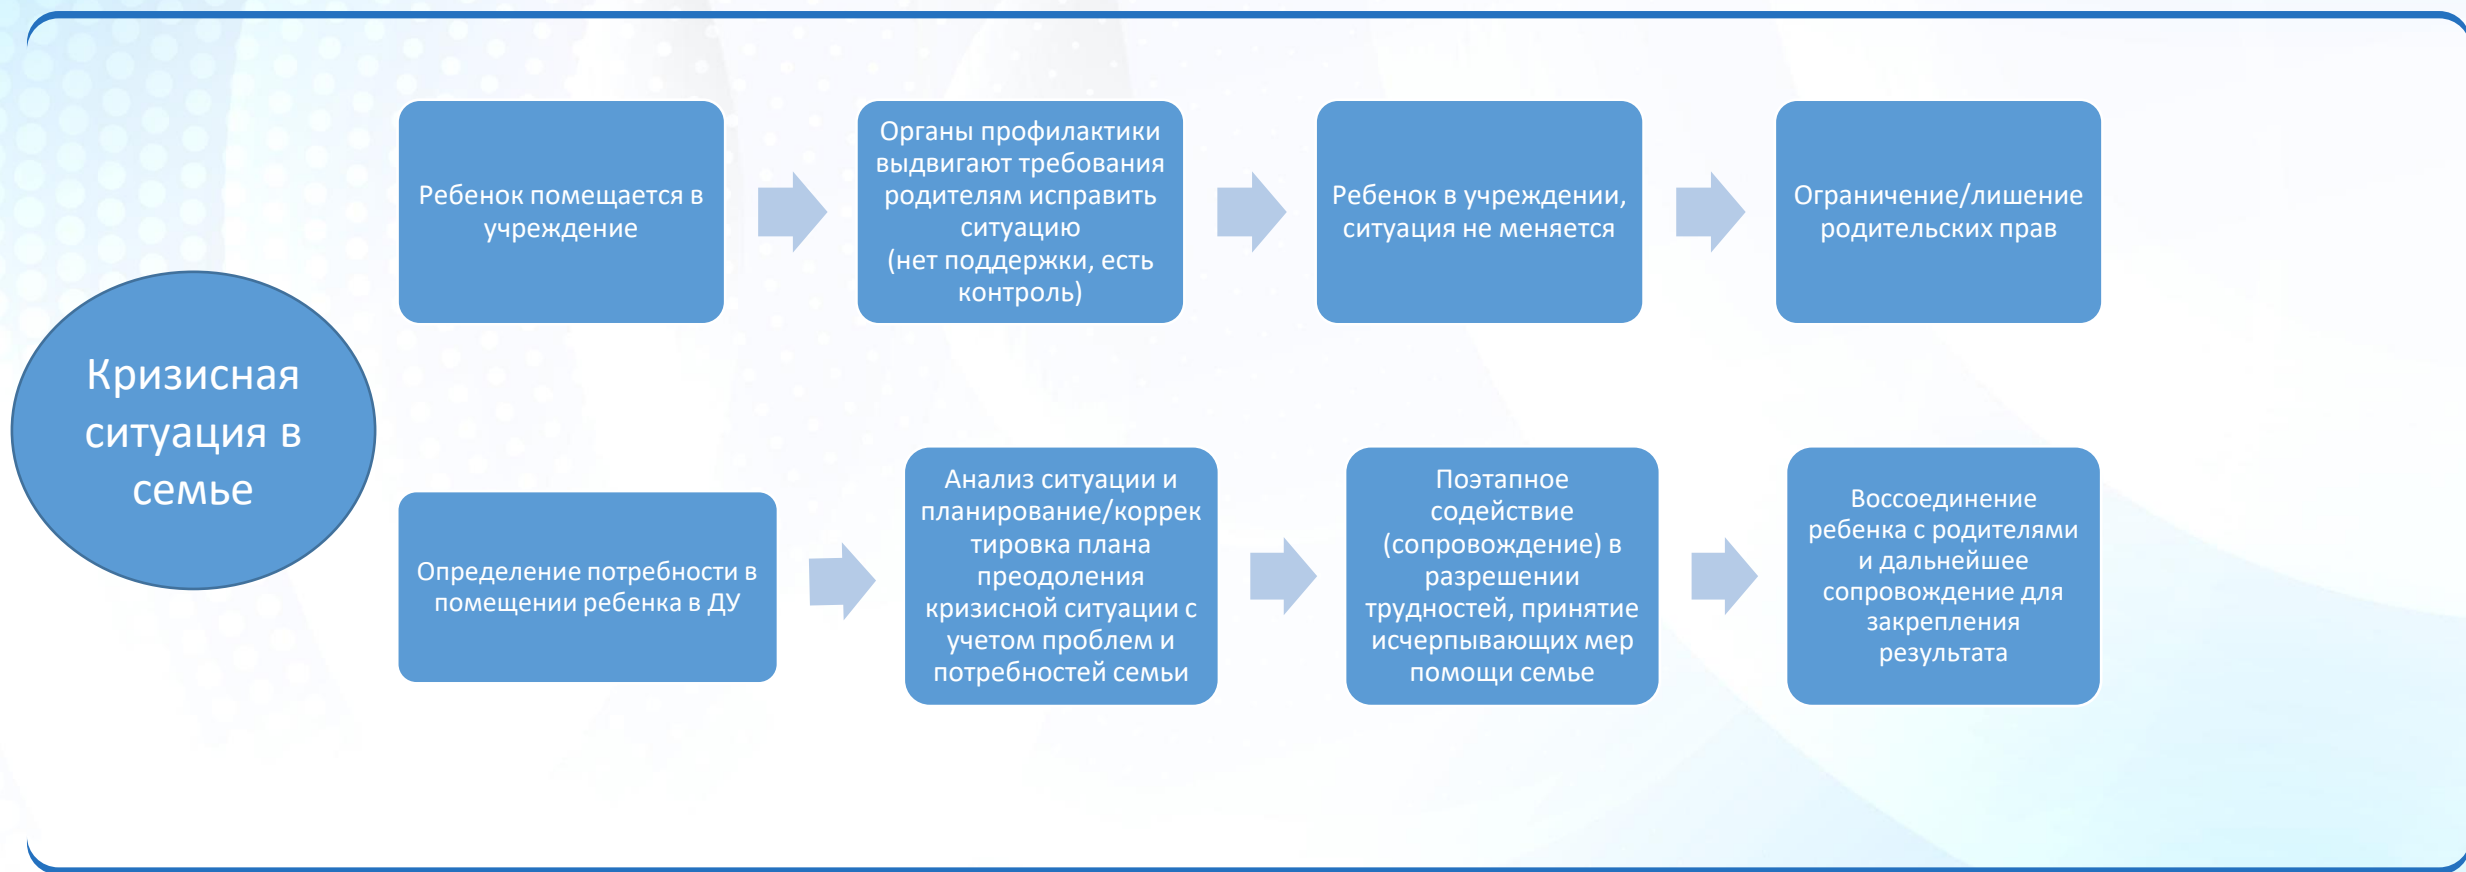 Кризисная
ситуация в
семье
Ребенок помещается в
учреждение
Органы профилактики
выдвигают требования
родителям исправить
ситуацию
(нет поддержки, есть
контроль)
Ребенок в учреждении,
ситуация не меняется
Ограничение/лишение
родительских прав
Определение потребности в
помещении ребенка в ДУ
Анализ ситуации и
планирование/коррек
тировка плана
преодоления
кризисной ситуации с
учетом проблем и
потребностей семьи
Поэтапное
содействие
(сопровождение) в
разрешении
трудностей, принятие
исчерпывающих мер
помощи семье
Воссоединение
ребенка с родителями
и дальнейшее
сопровождение для
закрепления
результата